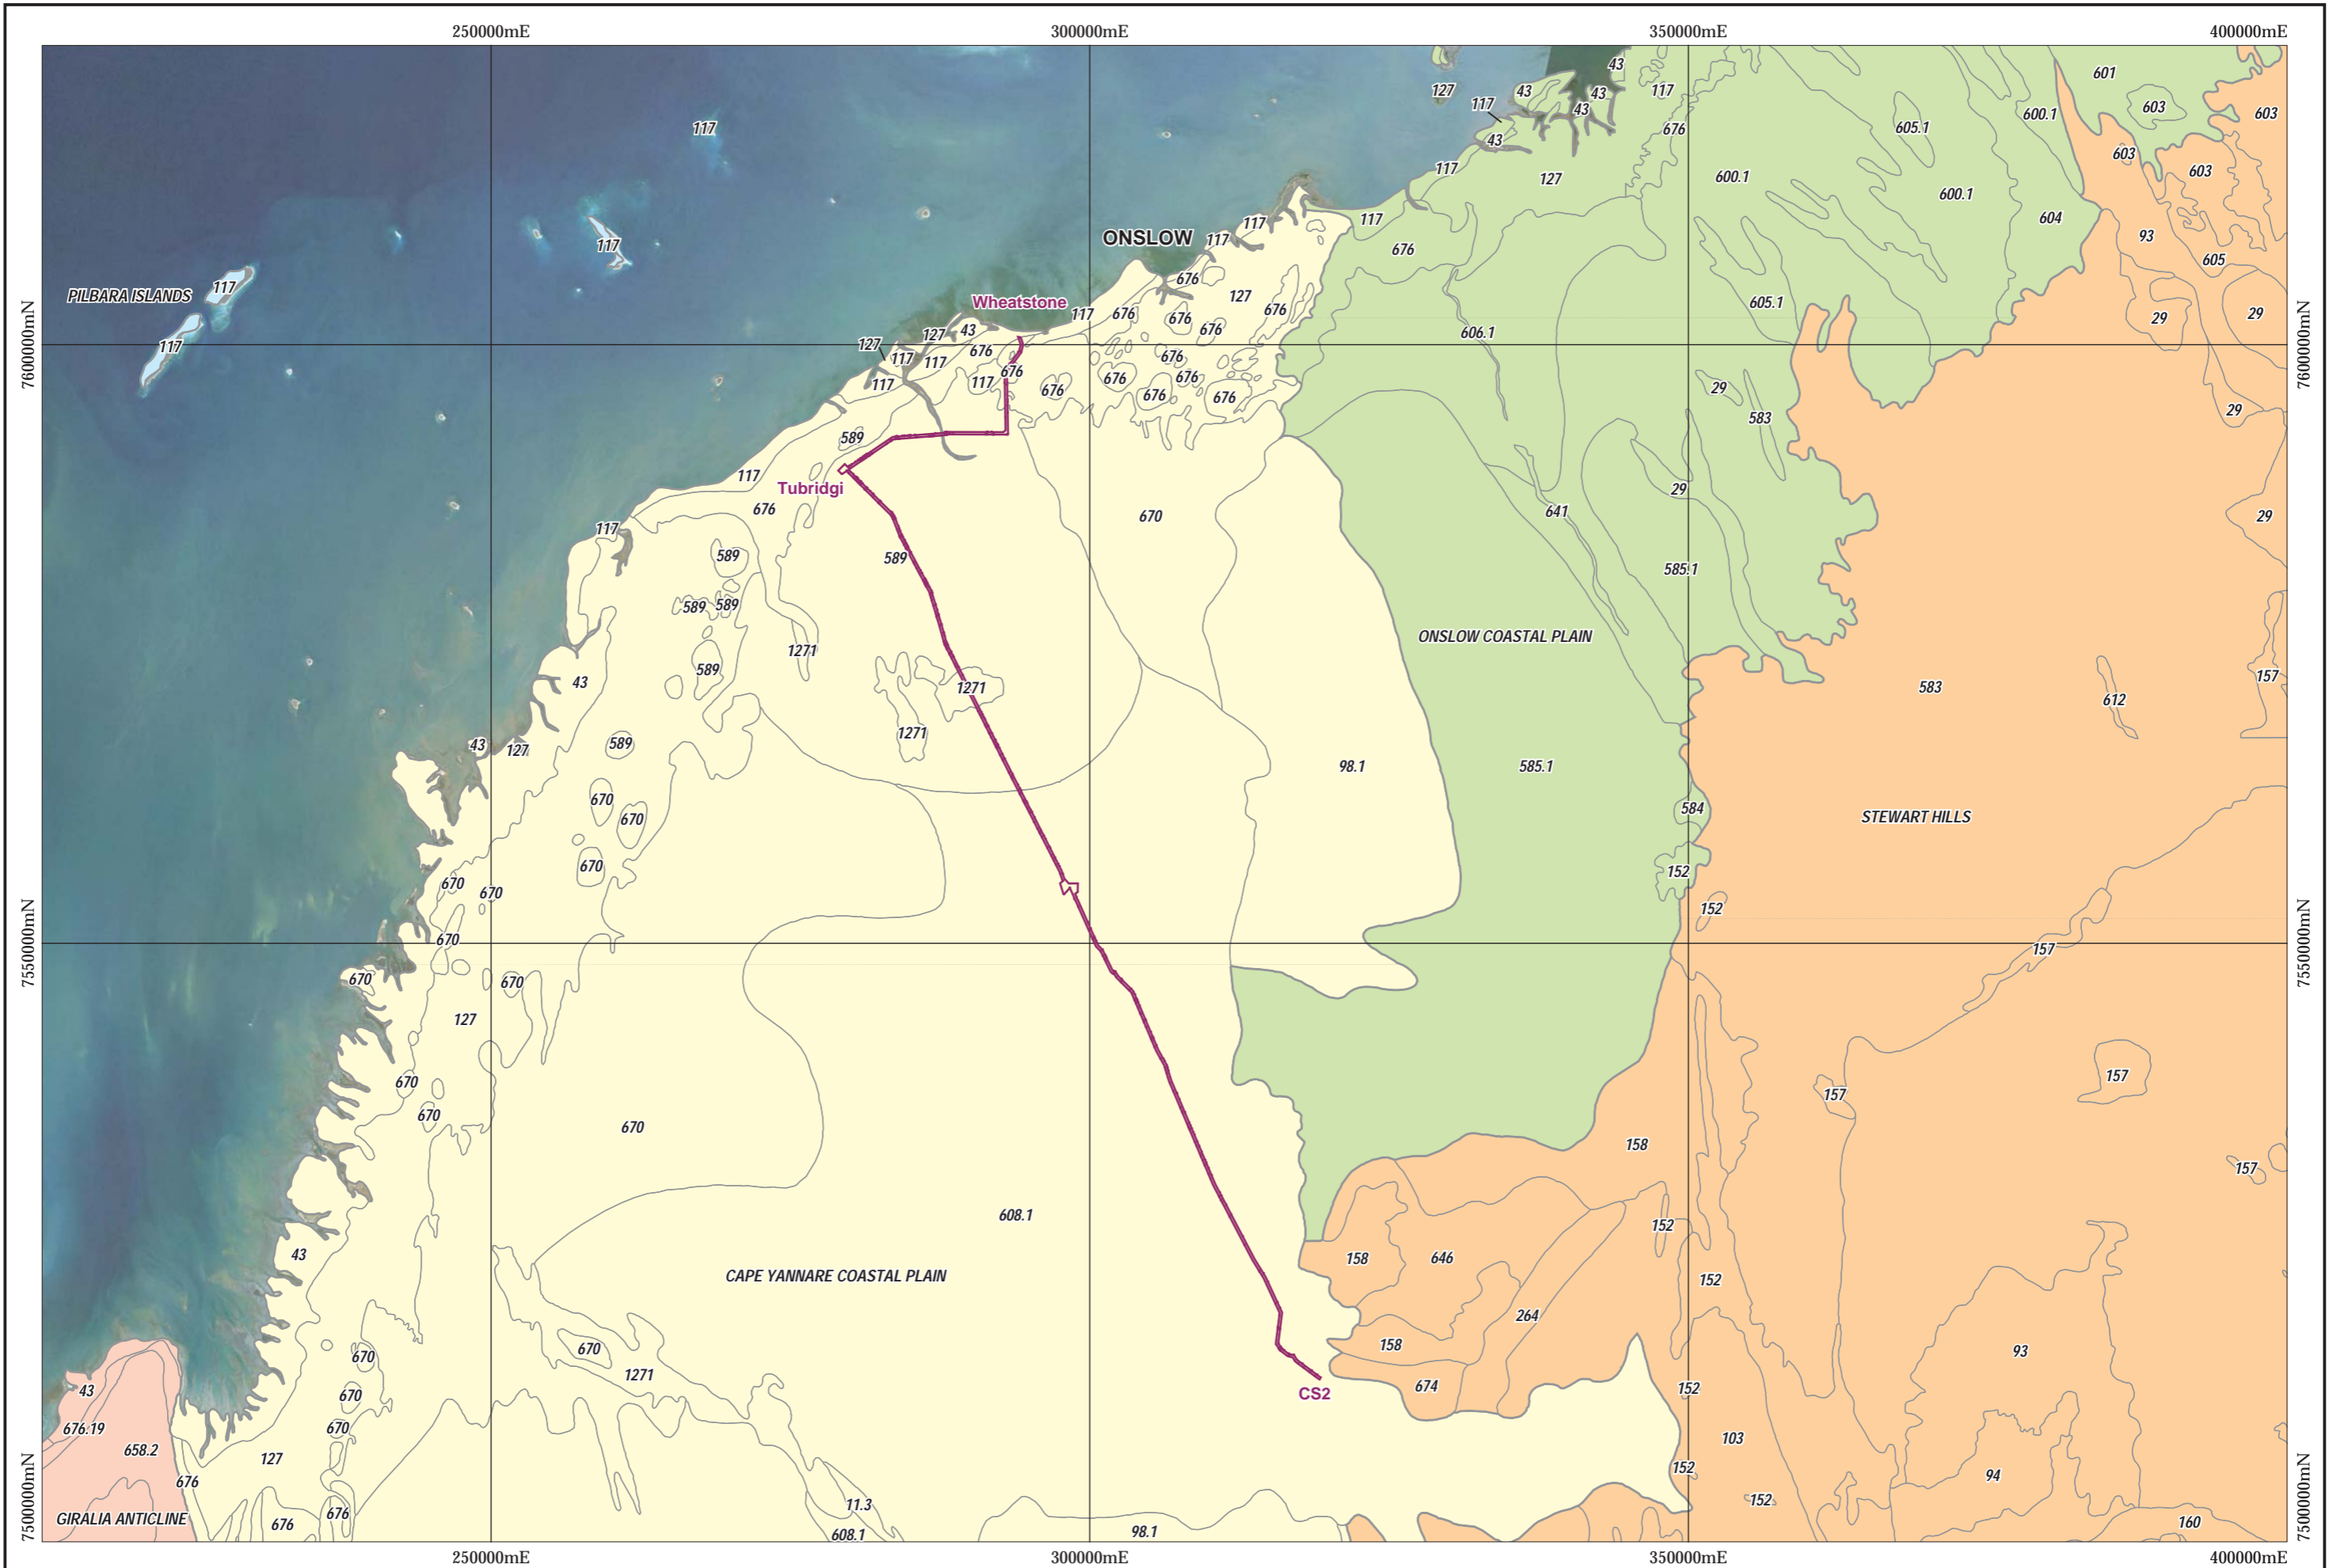 250000mE 300000mE 350000mE 400000mE
43 601
127 43 43 117
117 43 603
117 600.1 603
43 676 605.1
117 603
117 127 600.1 600.1 603
117 117 604
ONSLOW 117 117 676 93
605
PILBARA ISLANDS 117 676
Wheatstone 127
605.1
117 676 676 676 29 29
7600000mN 117 127 127 43 676 676 606.1 7600000mN
117 117 676 676
117 117 676 676 676 29
676 676 676 583 29
589
117
Tubridgi 29
676 670 641 29
117
589 589
585.1
589 589
ONSLOW COASTAL PLAIN
1271
589
43 1271 583 612 157
1271
43 127 589
98.1 585.1
670
670 584 STEWART HILLS
670
152
670 670
152
7550000mN 670 157 7550000mN
670 670
127
670 157
157
670
670 158
157
608.1
43 152
158 646
CAPE YANNARE COASTAL PLAIN 152
264
670 670 158 93
1271
43 CS2 674 152
670
676.19 670
658.2 127 103
676 152 94
11.3 152
7500000mN GIRALIA ANTICLINE 676 676 608.1 98.1 160 7500000mN
250000mE 300000mE 350000mE 400000mE